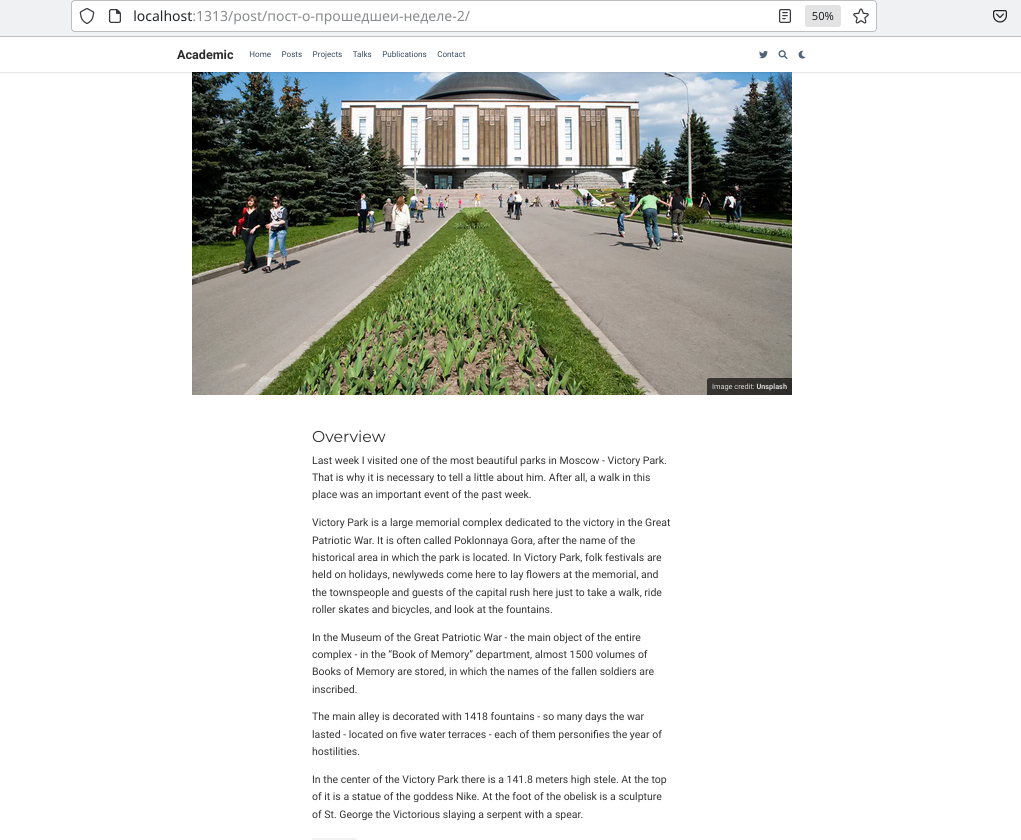 localhost:1313/post/пост-о-прошедшеи-неделе-2/
50%
Academic Home Posts Projects Talks Publications Contact
Image credit: Unsplash
Overview
Last week I visited one of the most beautiful parks in Moscow - Victory Park.
That is why it is necessary to tell a little about him. After all, a walk in this
place was an important event of the past week.
Victory Park is a large memorial complex dedicated to the victory in the Great
Patriotic War. It is often called Poklonnaya Gora, after the name of the
historical area in which the park is located. In Victory Park, folk festivals are
held on holidays, newlyweds come here to lay flowers at the memorial, and
the townspeople and guests of the capital rush here just to take a walk, ride
roller skates and bicycles, and look at the fountains.
In the Museum of the Great Patriotic War - the main object of the entire
complex - in the “Book of Memory” department, almost 1500 volumes of
Books of Memory are stored, in which the names of the fallen soldiers are
inscribed.
The main alley is decorated with 1418 fountains - so many days the war
lasted - located on five water terraces - each of them personifies the year of
hostilities.
In the center of the Victory Park there is a 141.8 meters high stele. At the top
of it is a statue of the goddess Nike. At the foot of the obelisk is a sculpture
of St. George the Victorious slaying a serpent with a spear.